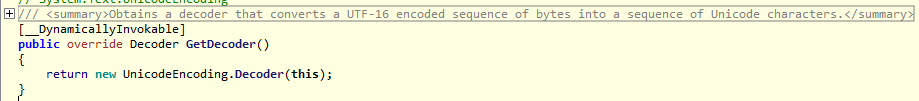 // System.Text.UnicodeEncoding
/// <summary>Obtains a decoder that converts a UTF-16 encoded sequence of bytes into a sequence of Unicode characters.</summary>
[__DynamicallyInvokable]
public override Decoder GetDecoder()
{
    return new UnicodeEncoding.Decoder(this);
}